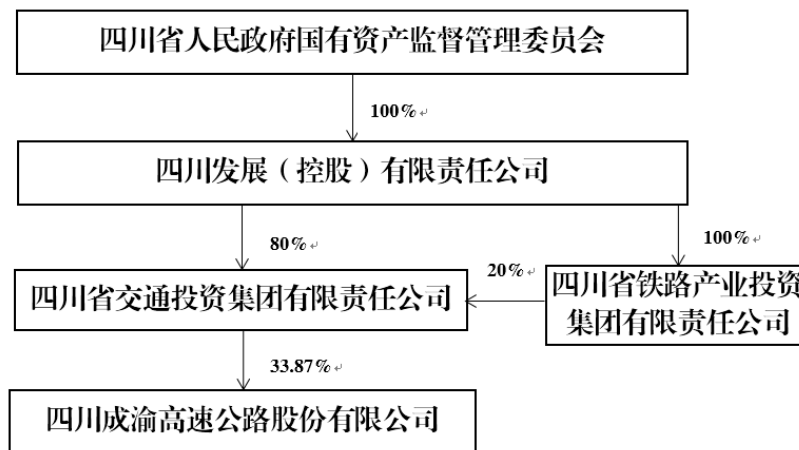 四川省人民政府国有资产监督管理委员会
100%
四川发展（控股）有限责任公司
80%
100%
20%
四川省交通投资集团有限责任公司
四川省铁路产业投资
集团有限责任公司
33.87%
四川成渝高速公路股份有限公司